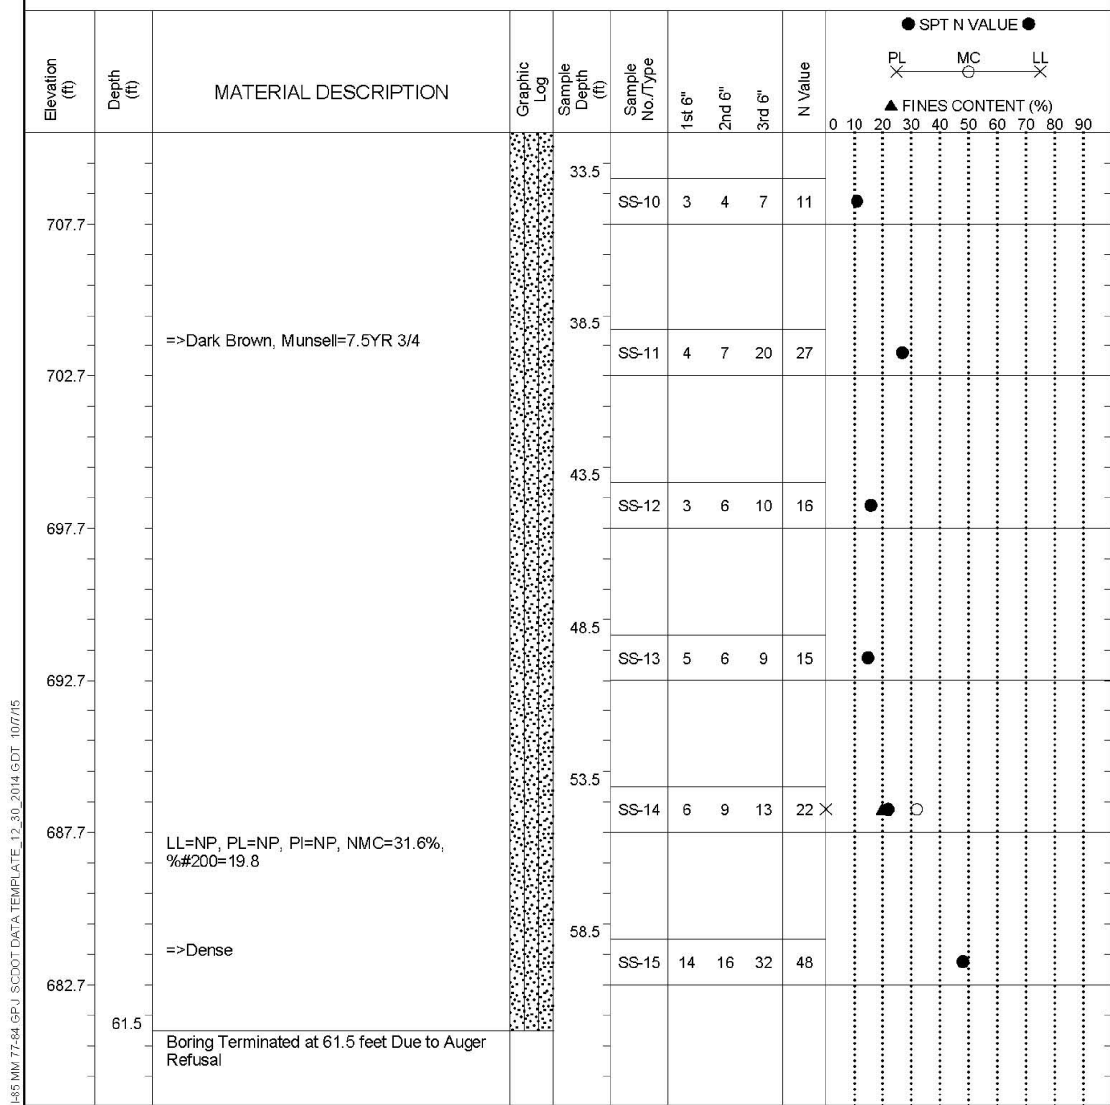 ● SPT N VALUE ●
PL MC LL
▲ FINES CONTENT (%)
Elevation (ft)
Depth (ft)
MATERIAL DESCRIPTION
Graphic Log
Sample Depth (ft)
Sample No./Type
1st 6"
2nd 6"
3rd 6"
N Value
0 10 20 30 40 50 60 70 80 90
33.5
SS-10 3 4 7 11
707.7
38.5
=>Dark Brown, Munsell=7.5YR 3/4
SS-11 4 7 20 27
702.7
43.5
SS-12 3 6 10 16
697.7
48.5
SS-13 5 6 9 15
692.7
53.5
SS-14 6 9 13 22
687.7
LL=NP, PL=NP, PI=NP, NMC=31.6%,
%#200=19.8
58.5
=>Dense
SS-15 14 16 32 48
682.7
61.5
Boring Terminated at 61.5 feet Due to Auger
Refusal
I-85 MM 77-84.GPJ SCDOT DATA TEMPLATE_12_30_2014.GDT 10/7/15